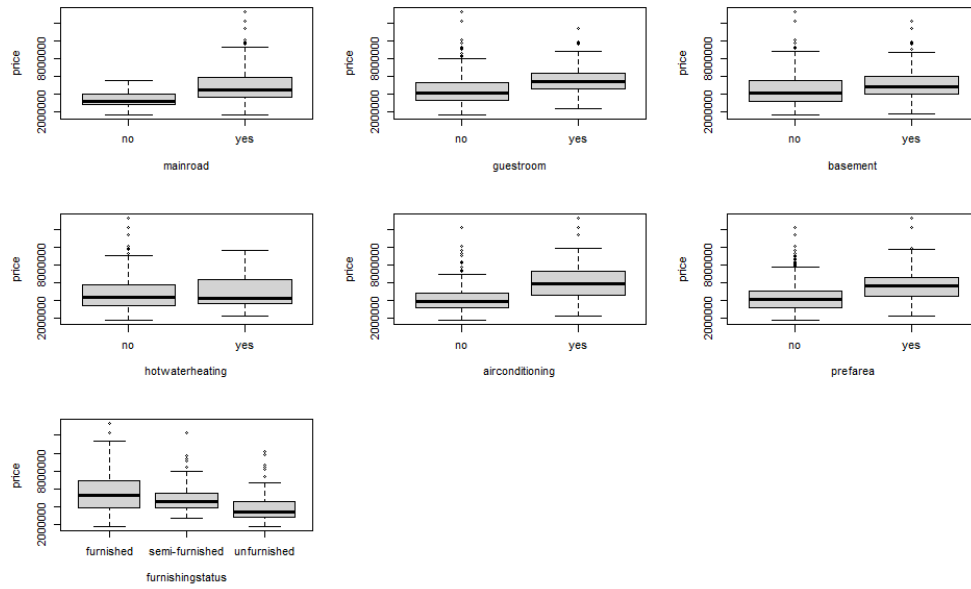 price
8000000
2000000
no
yes
mainroad
price
8000000
2000000
no
yes
guestroom
price
8000000
2000000
no
yes
basement
price
8000000
2000000
no
yes
hotwaterheating
price
8000000
2000000
no
yes
airconditioning
price
8000000
2000000
no
yes
prefarea
price
8000000
2000000
furnished
semi-furnished
unfurnished
furnishingstatus